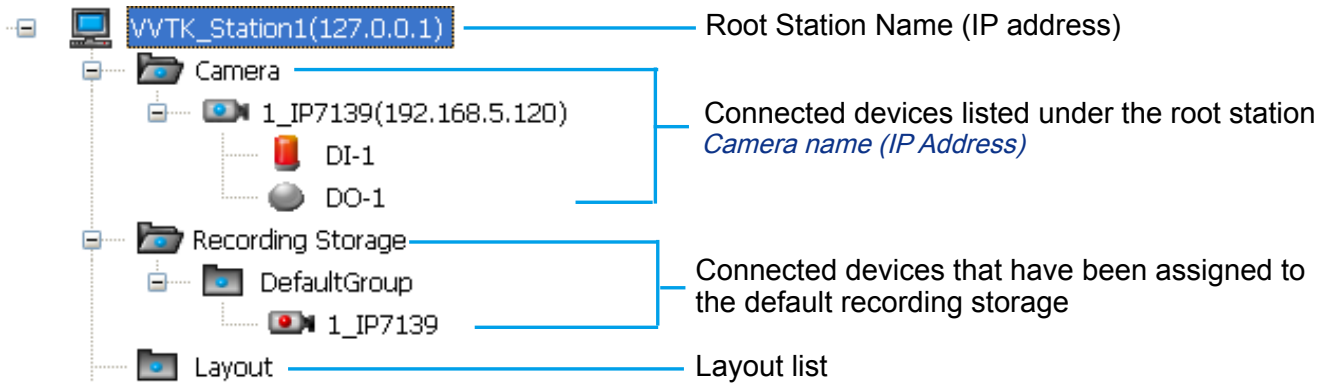 VVTK_Station1(127.0.0.1) Root Station Name (IP address)
Camera
1_IP7139(192.168.5.120) Connected devices listed under the root station
Camera name (IP Address)
DI-1
DO-1
Recording Storage
DefaultGroup Connected devices that have been assigned to
the default recording storage
1_IP7139
Layout Layout list